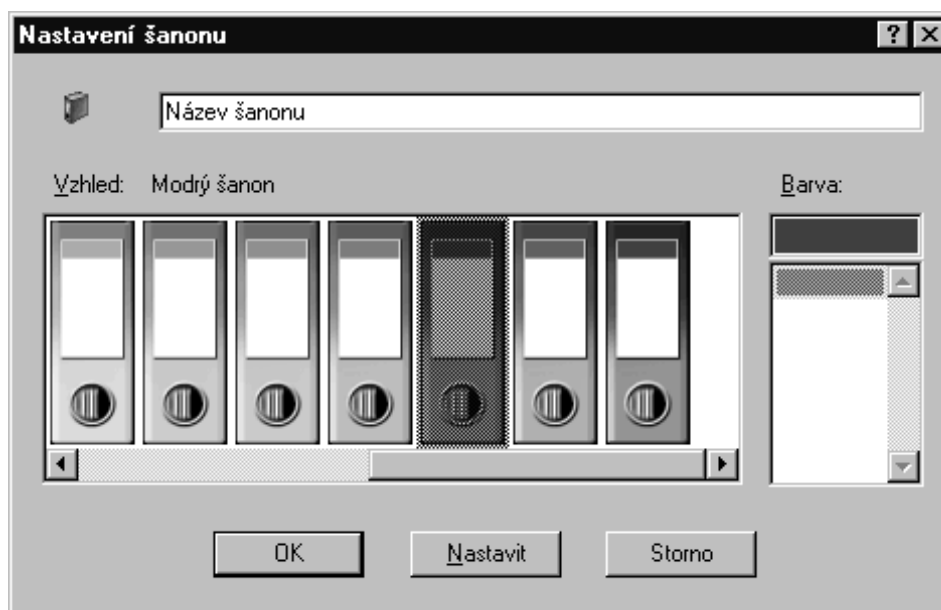 Nastavení šanonu
Název šanonu
Vzhled: Modrý šanon
Barva:
OK Nastavit Storno